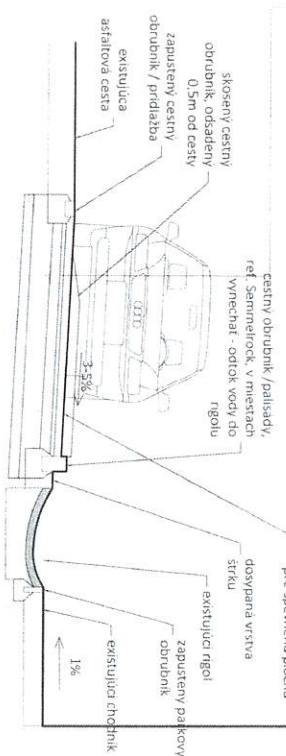 existujúca
asfaltová cesta
zapustený cestný
obrubník / prídlažba
skosený cestný
obrubník, odsadený
0,5m od cesty
cestný obrubník /palisády,
ref. Semmelrock, v miestach
vynechať - odtok vody do
rigolu
3-5%
dosypaná vrstva
štrku
existujúci rigol
zapustený parkový
obrubník
existujúci chodník
1%